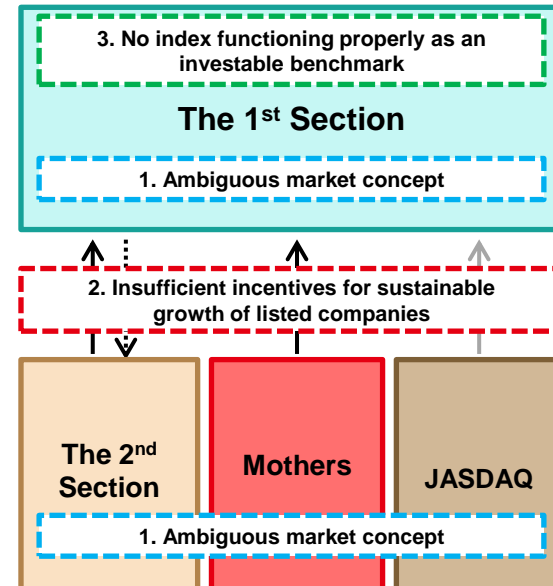 3. No index functioning properly as an
investable benchmark
The 1st Section
1. Ambiguous market concept
2. Insufficient incentives for sustainable
growth of listed companies
The 2nd
Section
Mothers
JASDAQ
1. Ambiguous market concept